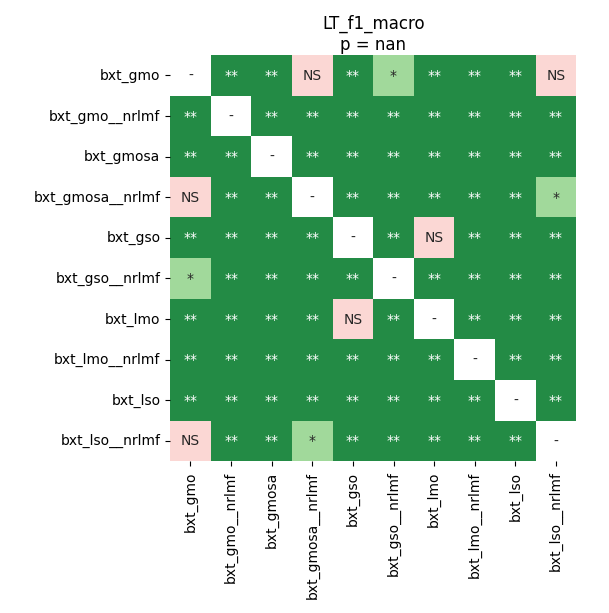 LT_f1_macro
p = nan
bxt_gmo - ** ** NS ** * ** ** ** NS
bxt_gmo__nrlmf ** - ** ** ** ** ** ** ** **
bxt_gmosa ** ** - ** ** ** ** ** ** **
bxt_gmosa__nrlmf NS ** ** - ** ** ** ** ** *
bxt_gso ** ** ** ** - ** NS ** ** **
bxt_gso__nrlmf * ** ** ** ** - ** ** ** **
bxt_lmo ** ** ** ** NS ** - ** ** **
bxt_lmo__nrlmf ** ** ** ** ** ** ** - ** **
bxt_lso ** ** ** ** ** ** ** ** - **
bxt_lso__nrlmf NS ** ** * ** ** ** ** ** -
bxt_gmo
bxt_gmo__nrlmf
bxt_gmosa
bxt_gmosa__nrlmf
bxt_gso
bxt_gso__nrlmf
bxt_lmo
bxt_lmo__nrlmf
bxt_lso
bxt_lso__nrlmf